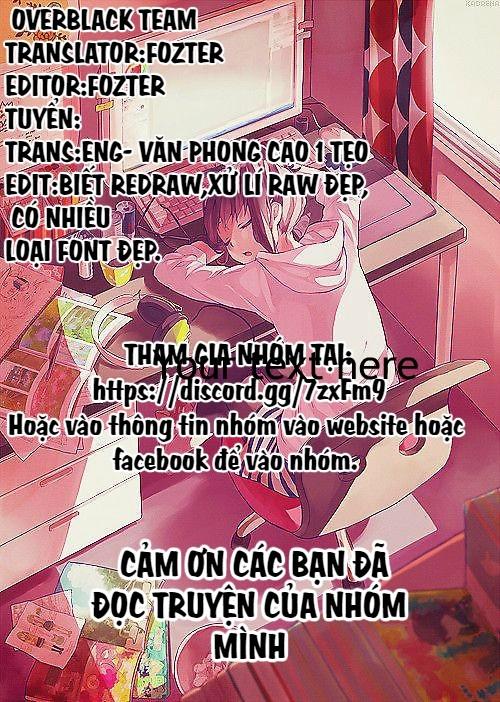 KADRENA
OVERBLACK TEAM
TRANSLATOR:FOZTER
EDITOR:FOZTER
TUYỂN:
TRANS:ENG- VĂN PHONG CAO 1 TẸO
EDIT:BIẾT REDRAW,XỬ LÍ RAW ĐẸP,
CÓ NHIỀU
LOẠI FONT ĐẸP.
THAM GIA NHÓM TẠI:
Your text here
https://discord.gg/7zxFm9
Hoặc vào thông tin nhóm vào website hoặc
facebook để vào nhóm.
CẢM ƠN CÁC BẠN ĐÃ
ĐỌC TRUYỆN CỦA NHÓM
MÌNH